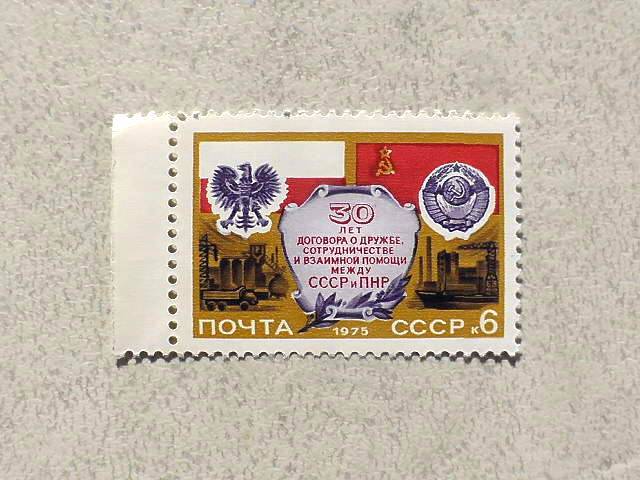 30
ЛЕТ
ДОГОВОРА О ДРУЖБЕ,
СОТРУДНИЧЕСТВЕ
И ВЗАИМНОЙ ПОМОЩИ
МЕЖДУ
СССР и ПНР
ПОЧТА 1975 СССР к6